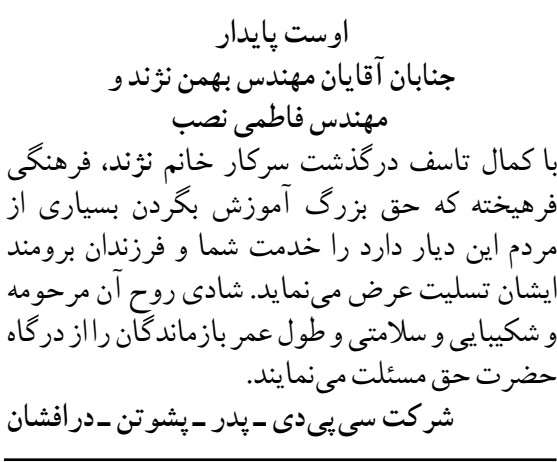 اوست پایدار
جنابان آقایان مهندس بهمن نژند و
مهندس فاطمی نصب
با کمال تاسف درگذشت سرکار خانم نژند، فرهنگی
فرهیخته که حق بزرگ آموزش بگردن بسیاری از
مردم این دیار دارد را خدمت شما و فرزندان برومند
ایشان تسلیت عرض می‌نماید. شادی روح آن مرحومه
و شکیبایی و سلامتی و طول عمر بازماندگان را از درگاه
حضرت حق مسئلت می‌نمایند.
شرکت سی‌پی‌دی ـ پدر ـ پشوتن ـ درافشان